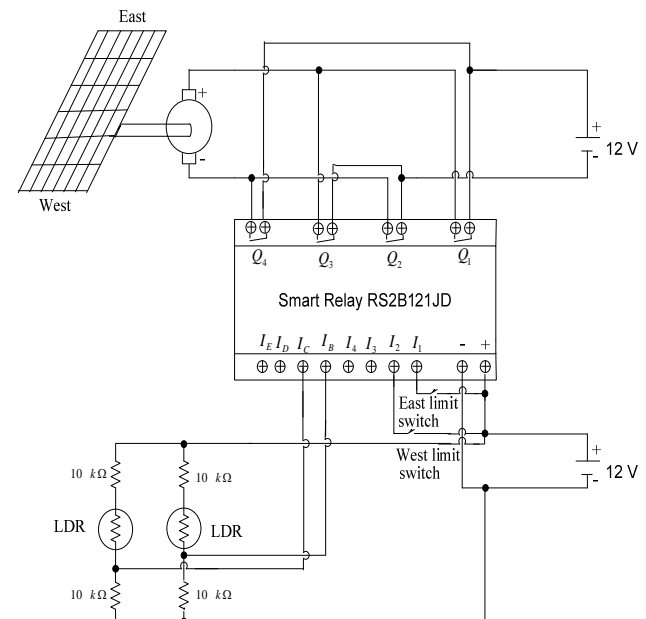 East
+
+
12 V
-
-
West
Q4 Q3 Q2 Q1
Smart Relay RS2B121JD
IE ID IC IB I4 I3 I2 I1 - +
East limit
switch
+
West limit
switch
12 V
-
10 kΩ 10 kΩ
LDR LDR
10 kΩ 10 kΩ